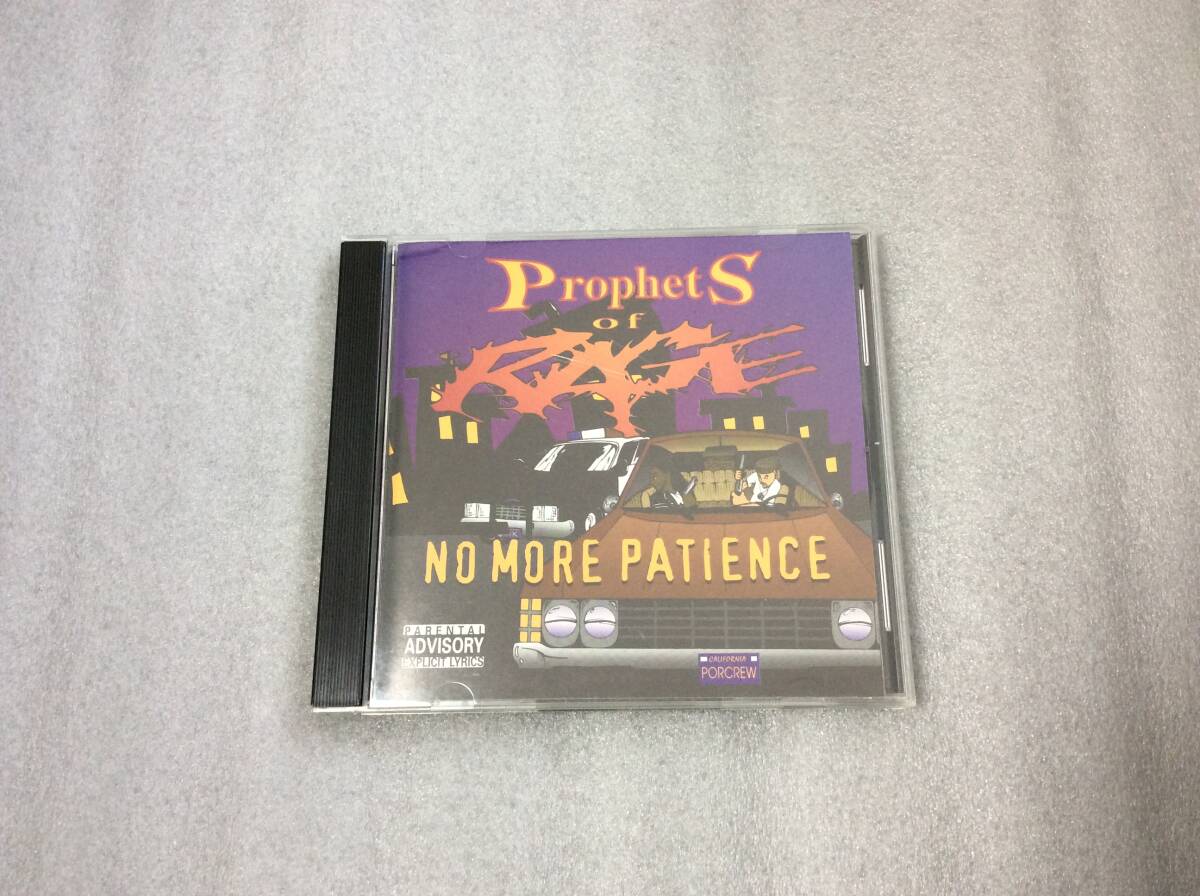 ProphetS
of
RAGE
NO MORE PATIENCE
PARENTAL
ADVISORY
EXPLICIT LYRICS
CALIFORNIA
PORCREW